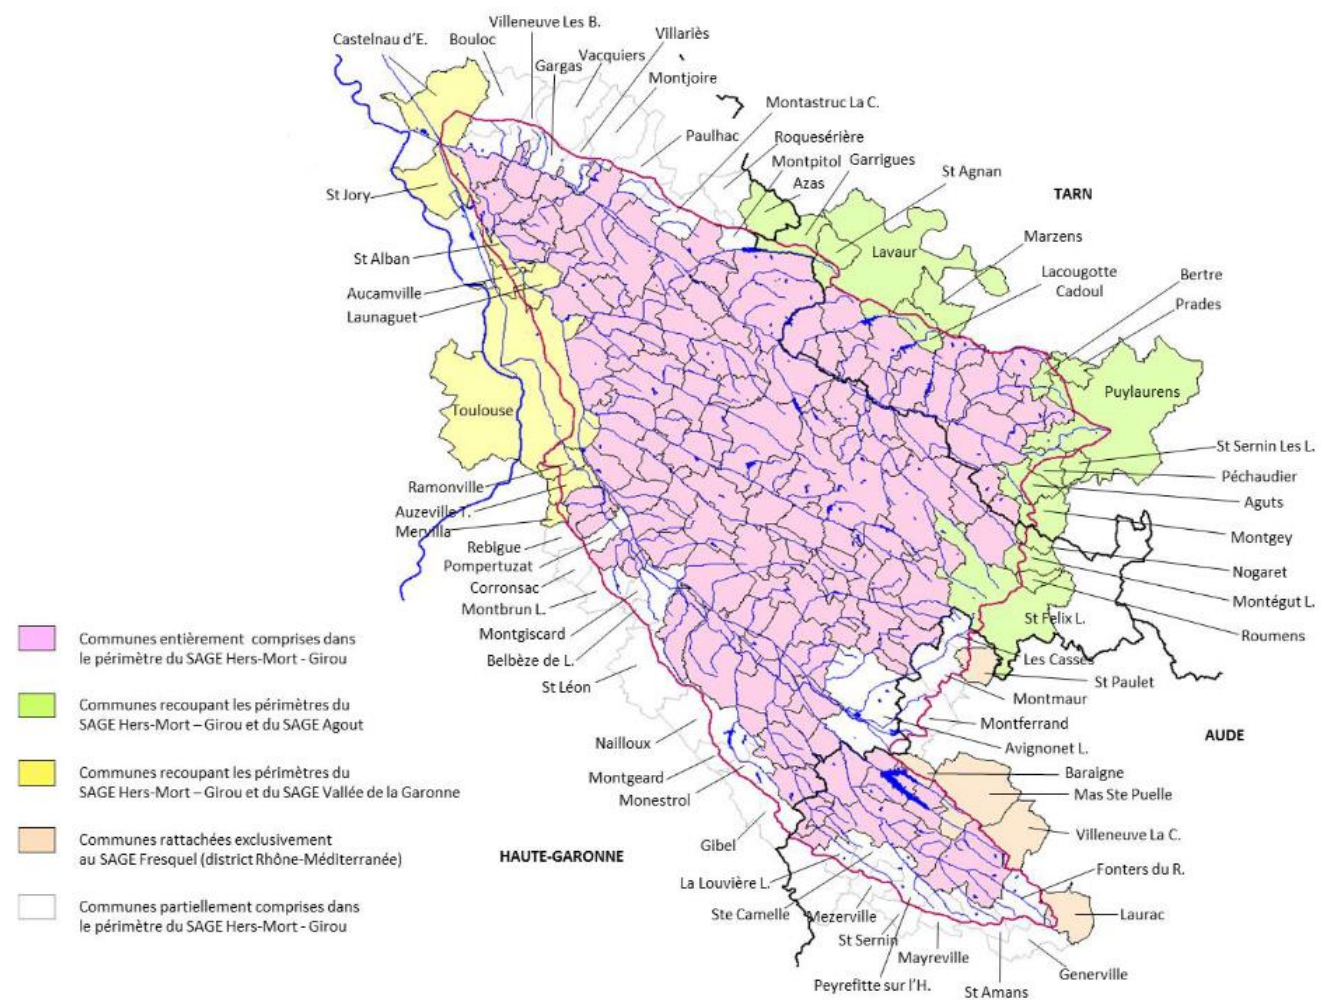 Villeneuve Les B.
Castelnau d'E.
Bouloc
Villariès
Vacquiers
Gargas
Montjoire
Montastruc La C.
Paulhac
Roquesérière
Montpitol
Garrigues
Azas
St Agnan
TARN
St Jory
Lavaur
Marzens
St Alban
Lacougotte
Cadoul
Bertre
Aucamville
Prades
Launaguet
Puylaurens
Toulouse
St Sernin Les L.
Péchaudier
Ramonville
Aguts
Auzeville T.
Mervilla
Montgey
Rebigue
Pompertuzat
Nogaret
Corronsac
Montégut L.
Montbrun L.
St Felix L.
Roumens
Montgiscard
Belbèze de L.
Les Cassés
St Paulet
St Léon
Montmaur
Montferrand
AUDE
Nailloux
Avignonet L.
Baraigne
Montgeard
Mas Ste Puelle
Monestrol
Villeneuve La C.
Gibel
HAUTE-GARONNE
Fonters du R.
La Louvière L.
Ste Camelle
Mezerville
Laurac
St Sernin
Mayreville
Generville
Peyrefitte sur l'H.
St Amans
Communes entièrement comprises dans
le périmètre du SAGE Hers-Mort - Girou
Communes recoupant les périmètres du
SAGE Hers-Mort – Girou et du SAGE Agout
Communes recoupant les périmètres du
SAGE Hers-Mort – Girou et du SAGE Vallée de la Garonne
Communes rattachées exclusivement
au SAGE Fresquel (district Rhône-Méditerranée)
Communes partiellement comprises dans
le périmètre du SAGE Hers-Mort - Girou